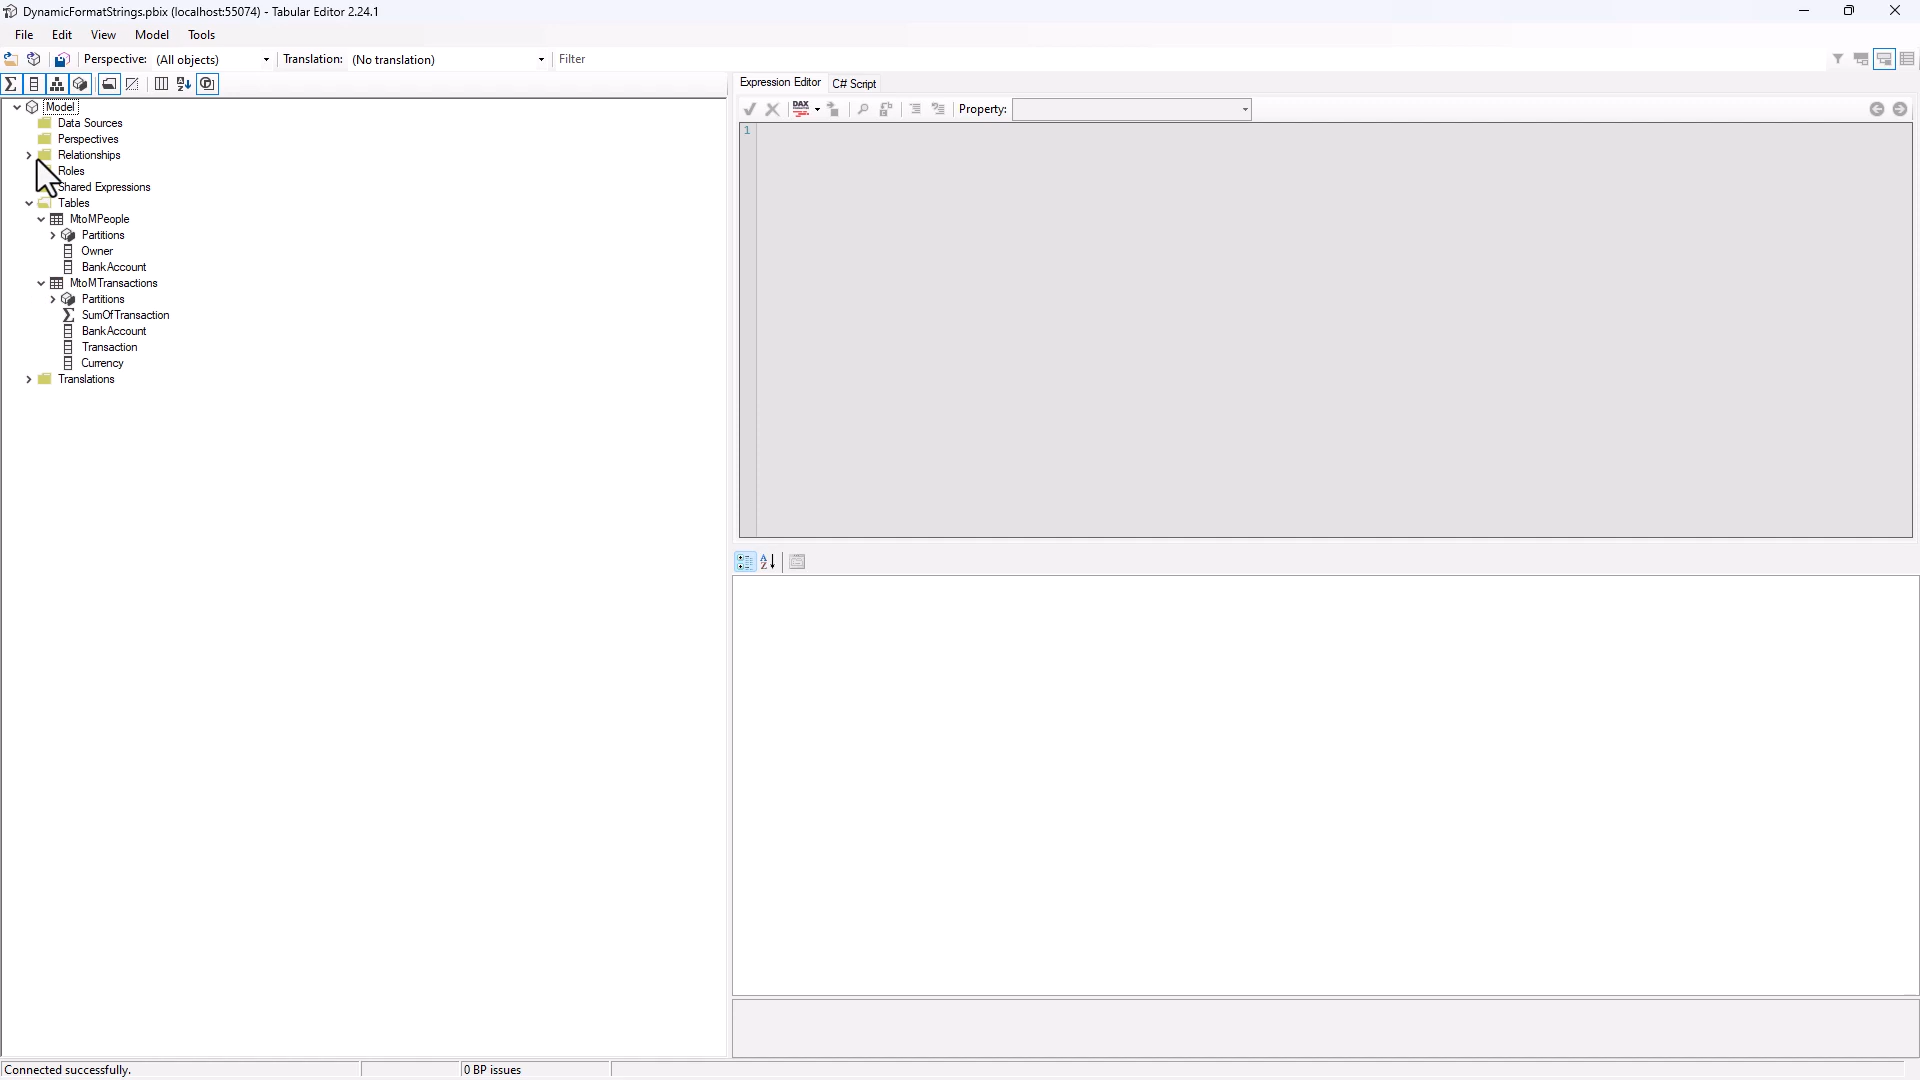 DynamicFormatStrings.pbix (localhost:55074) - Tabular Editor 2.24.1
File Edit View Model Tools
Perspective: (All objects) Translation: (No translation) Filter
Expression Editor C# Script
DAX Property:
1
Model
Data Sources
Perspectives
Relationships
Roles
Shared Expressions
Tables
MtoMPeople
Partitions
Owner
BankAccount
MtoMTransactions
Partitions
SumOfTransaction
BankAccount
Transaction
Currency
Translations
Connected successfully. 0 BP issues